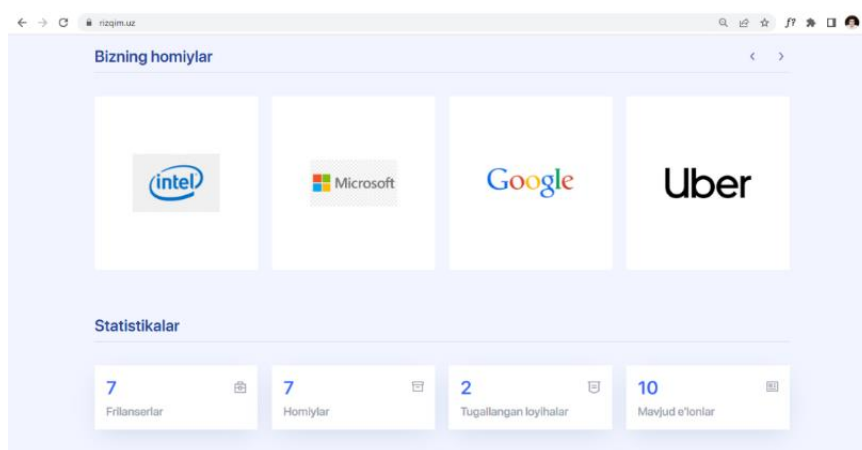 rizqim.uz
Bizning homiylar
intel
Microsoft
Google
Uber
Statistikalar
7
Frilanserlar
7
Homiylar
2
Tugallangan loyihalar
10
Mavjud e'lonlar